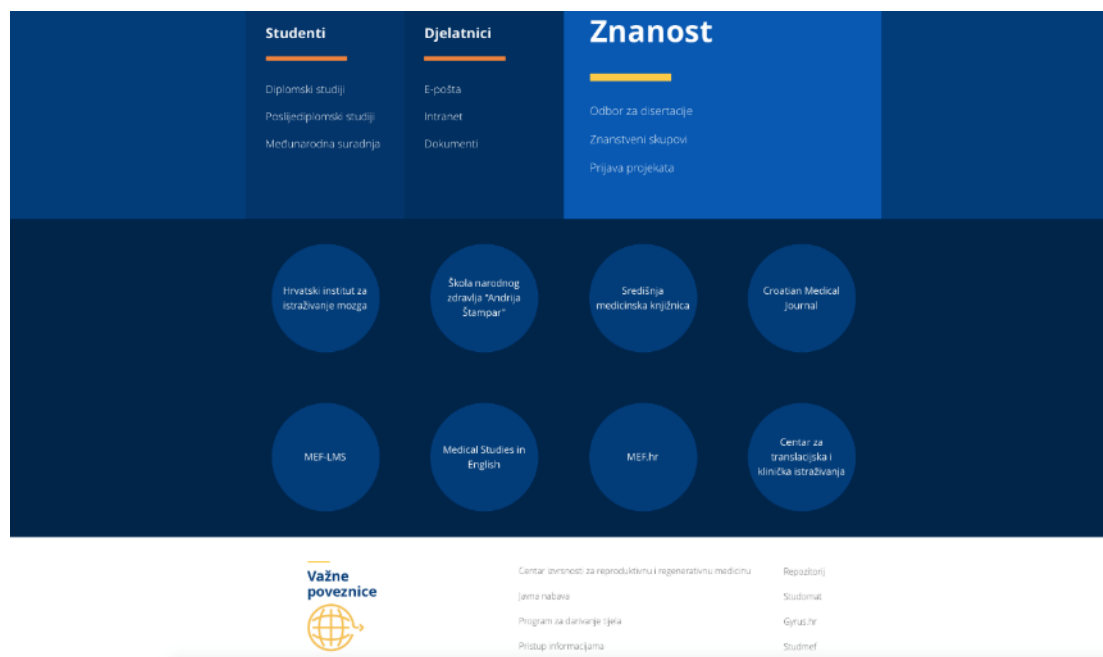 Studenti
Diplomski studiji
Poslijediplomski studiji
Međunarodna suradnja
Djelatnici
E-pošta
Intranet
Dokumenti
Znanost
Odbor za disertacije
Znanstveni skupovi
Prijava projekata
Hrvatski institut za
istraživanje mozga
Škola narodnog
zdravlja "Andrija
Štampar"
Središnja
medicinska knjižnica
Croatian Medical
Journal
MEF-LMS
Medical Studies in
English
MEF.hr
Centar za
translacijska i
klinička istraživanja
Važne
poveznice
Centar izvrsnosti za reproduktivnu i regenerativnu medicinu
Javna nabava
Program za darivanje tijela
Pristup informacijama
Repozitorij
Studomat
Gyrus.hr
Studmef